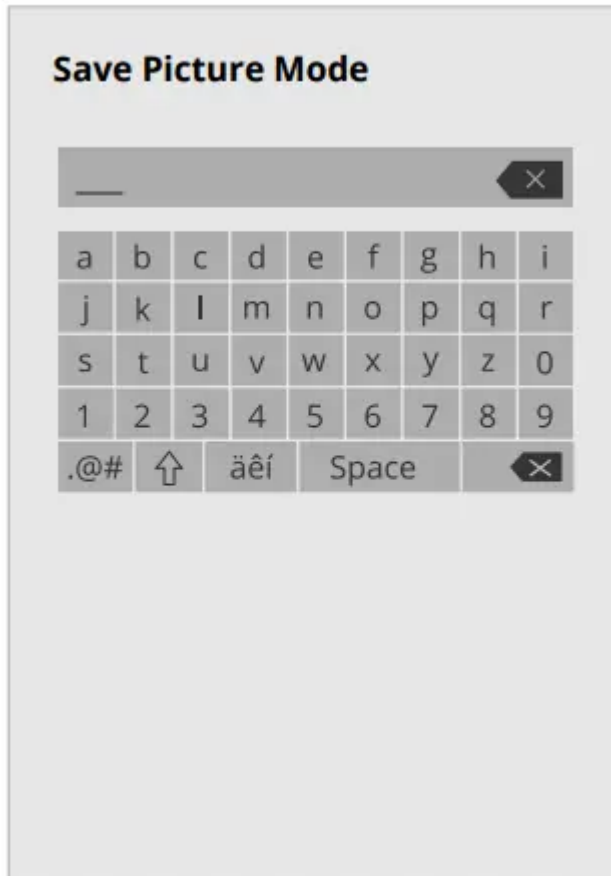 Save Picture Mode
a b c d e f g h i
j k l m n o p q r
s t u v w x y z 0
1 2 3 4 5 6 7 8 9
.@# äêí Space